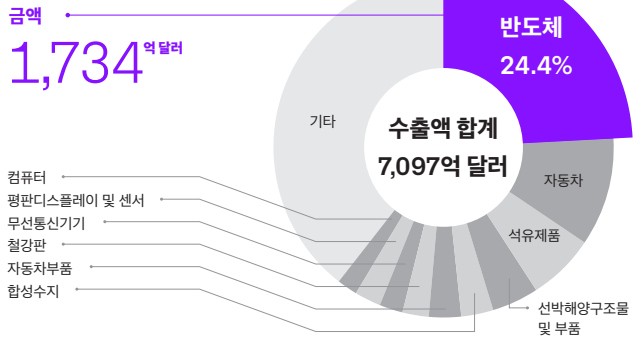 금액
1,734억 달러
반도체
24.4%
기타
수출액 합계
7,097억 달러
자동차
석유제품
선박해양구조물
및 부품
컴퓨터
평판디스플레이 및 센서
무선통신기기
철강판
자동차부품
합성수지